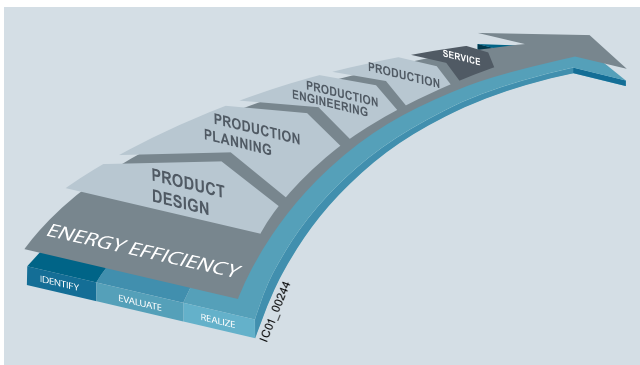 SERVICE
PRODUCTION
PRODUCTION
ENGINEERING
PRODUCTION
PLANNING
PRODUCT
DESIGN
ENERGY EFFICIENCY
IDENTIFY
EVALUATE
REALIZE
IC01_00244